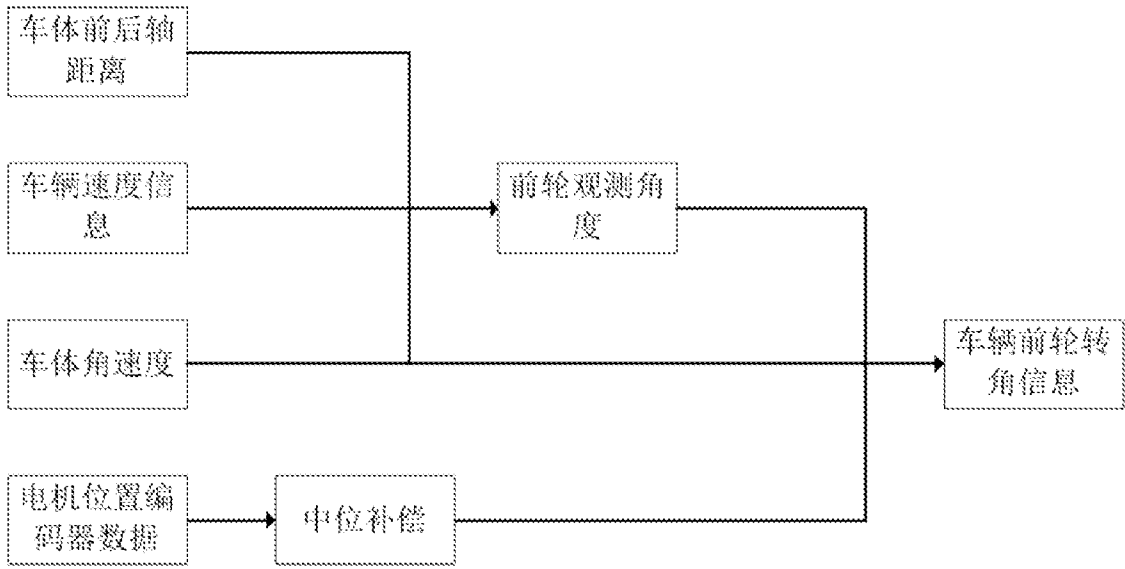 车体前后轴
距离
车辆速度信
息
前轮观测角
度
车体角速度
车辆前轮转
角信息
电机位置编
码器数据
中位补偿